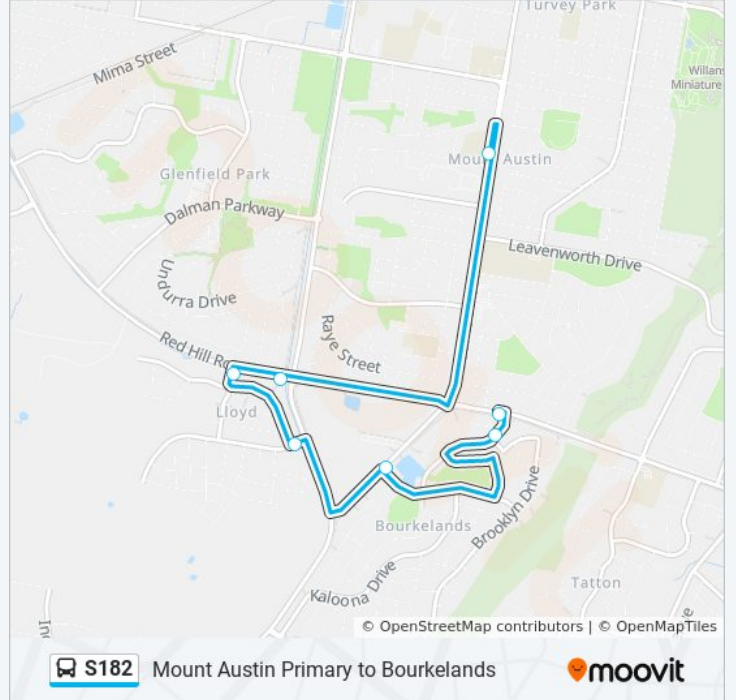 Turvey Park
Mima Street
Willans
Miniature
Mount Austin
Glenfield Park
Dalman Parkway
Leavenworth Drive
Undurra Drive
Red Hill Ro
Raye Street
Lloyd
Bourkelands
Brooklyn Drive
Kaloona Drive
Tatton
© OpenStreetMap contributors | © OpenMapTiles
S182 Mount Austin Primary to Bourkelands
moovit